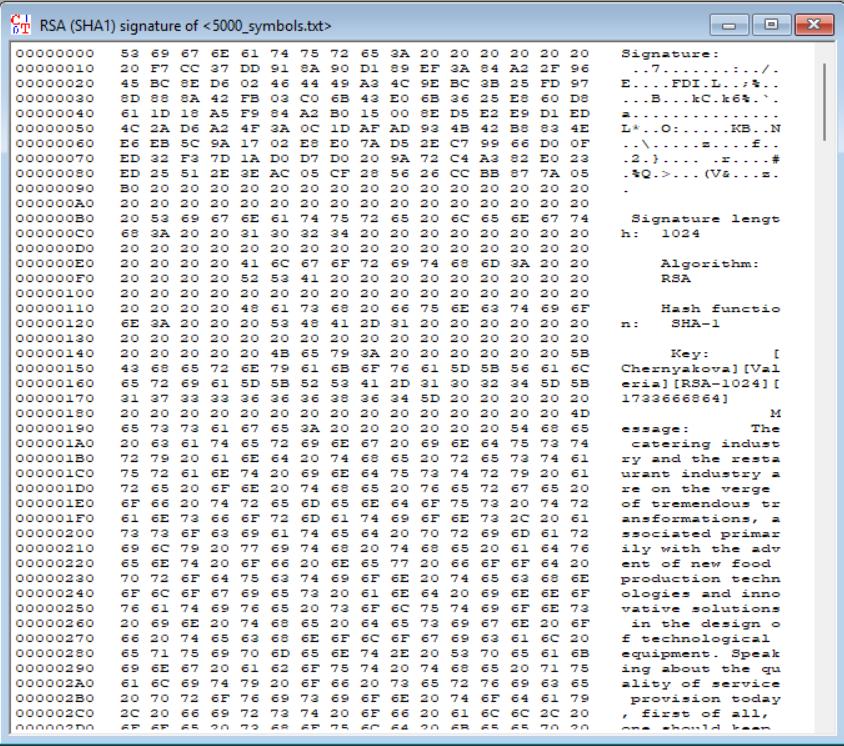 RSA (SHA1) signature of <5000_symbols.txt>
00000000 53 69 67 6E 61 74 75 72 65 3A 20 20 20 20 20 20 Signature:
00000010 20 F7 CC 37 DD 91 8A 90 D1 89 EF 3A 84 A2 2F 96 ..7.......:../.
00000020 45 BC 8E D6 02 46 44 49 A3 4C 9E BC 3B 25 FD 97 E....FDI.L..;%..
00000030 8D 88 8A 42 FB 03 C0 6B 43 E0 6B 36 25 E8 60 D8 ...B...kC.k6%.`.
00000040 61 1D 18 A5 F9 84 A2 B0 15 00 8E D5 E2 E9 D1 ED a...............
00000050 4C 2A D6 A2 4F 3A 0C 1D AF AD 93 4B 42 B8 83 4E L*..O:.....KB..N
00000060 E6 EB 5C 9A 17 02 E8 E0 7A D5 2E C7 99 66 D0 0F ..\.....z....f..
00000070 ED 32 F3 7D 1A D0 D7 D0 20 9A 72 C4 A3 82 E0 23 .2.}.... .r....#
00000080 ED 25 51 2E 3E AC 05 CF 28 56 26 CC BB 87 7A 05 .%Q.>...(V&...z.
00000090 B0 20 20 20 20 20 20 20 20 20 20 20 20 20 20 20 .
000000A0 20 20 20 20 20 20 20 20 20 20 20 20 20 20 20 20
000000B0 20 53 69 67 6E 61 74 75 72 65 20 6C 65 6E 67 74 Signature lengt
000000C0 68 3A 20 20 31 30 32 34 20 20 20 20 20 20 20 20 h: 1024
000000D0 20 20 20 20 20 20 20 20 20 20 20 20 20 20 20 20
000000E0 20 20 20 20 41 6C 67 6F 72 69 74 68 6D 3A 20 20 Algorithm:
000000F0 20 20 20 20 52 53 41 20 20 20 20 20 20 20 20 20 RSA
00000100 20 20 20 20 20 20 20 20 20 20 20 20 20 20 20 20
00000110 20 20 20 20 48 61 73 68 20 66 75 6E 63 74 69 6F Hash functio
00000120 6E 3A 20 20 20 53 48 41 2D 31 20 20 20 20 20 20 n: SHA-1
00000130 20 20 20 20 20 20 20 20 20 20 20 20 20 20 20 20
00000140 20 20 20 20 20 4B 65 79 3A 20 20 20 20 20 20 5B Key: [
00000150 43 68 65 72 6E 79 61 6B 6F 76 61 5D 5B 56 61 6C Chernyakova][Val
00000160 65 72 69 61 5D 5B 52 53 41 2D 31 30 32 34 5D 5B eria][RSA-1024][
00000170 31 37 33 33 36 36 36 38 36 34 5D 20 20 20 20 20 1733666864]
00000180 20 20 20 20 20 20 20 20 20 20 20 20 20 20 20 4D M
00000190 65 73 73 61 67 65 3A 20 20 20 20 20 20 54 68 65 essage: The
000001A0 20 63 61 74 65 72 69 6E 67 20 69 6E 64 75 73 74 catering indust
000001B0 72 79 20 61 6E 64 20 74 68 65 20 72 65 73 74 61 ry and the resta
000001C0 75 72 61 6E 74 20 69 6E 64 75 73 74 72 79 20 61 urant industry a
000001D0 72 65 20 6F 6E 20 74 68 65 20 76 65 72 67 65 20 re on the verge
000001E0 6F 66 20 74 72 65 6D 65 6E 64 6F 75 73 20 74 72 of tremendous tr
000001F0 61 6E 73 66 6F 72 6D 61 74 69 6F 6E 73 2C 20 61 ansformations, a
00000200 73 73 6F 63 69 61 74 65 64 20 70 72 69 6D 61 72 ssociated primar
00000210 69 6C 79 20 77 69 74 68 20 74 68 65 20 61 64 76 ily with the adv
00000220 65 6E 74 20 6F 66 20 6E 65 77 20 66 6F 6F 64 20 ent of new food
00000230 70 72 6F 64 75 63 74 69 6F 6E 20 74 65 63 68 6E production techn
00000240 6F 6C 6F 67 69 65 73 20 61 6E 64 20 69 6E 6E 6F ologies and inno
00000250 76 61 74 69 76 65 20 73 6F 6C 75 74 69 6F 6E 73 vative solutions
00000260 20 69 6E 20 74 68 65 20 64 65 73 69 67 6E 20 6F in the design o
00000270 66 20 74 65 63 68 6E 6F 6C 6F 67 69 63 61 6C 20 f technological
00000280 65 71 75 69 70 6D 65 6E 74 2E 20 53 70 65 61 6B equipment. Speak
00000290 69 6E 67 20 61 62 6F 75 74 20 74 68 65 20 71 75 ing about the qu
000002A0 61 6C 69 74 79 20 6F 66 20 73 65 72 76 69 63 65 ality of service
000002B0 20 70 72 6F 76 69 73 69 6F 6E 20 74 6F 64 61 79 provision today
000002C0 2C 20 66 69 72 73 74 20 6F 66 20 61 6C 6C 2C 20 , first of all,
000002D0 6F 6E 65 20 73 68 6F 75 6C 64 20 6B 65 65 70 20 one should keep